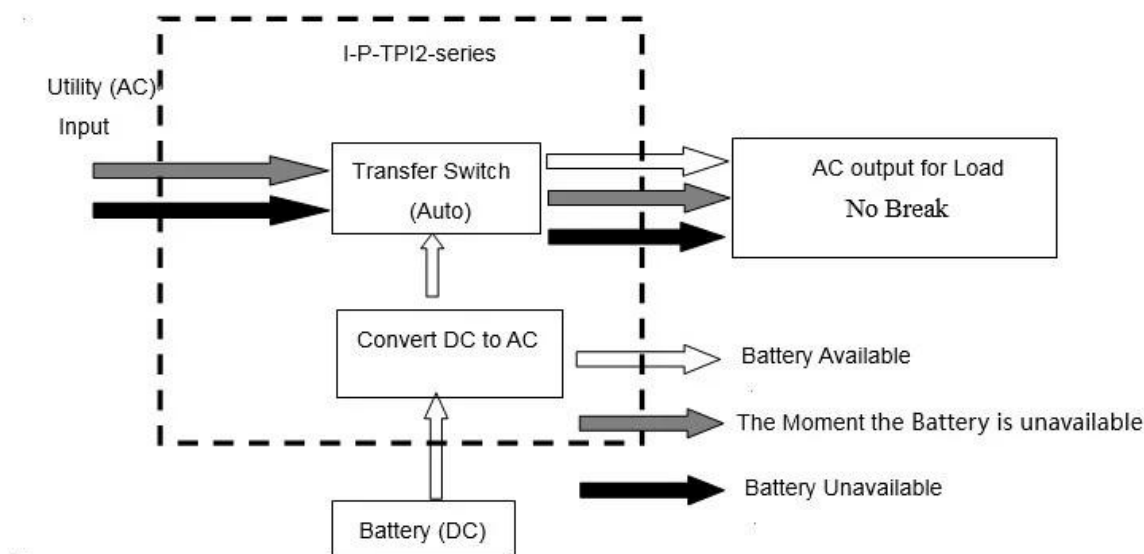 I-P-TPI2-series
Utility (AC)
Input
Transfer Switch
(Auto)
AC output for Load
No Break
Convert DC to AC
Battery Available
The Moment the Battery is unavailable
Battery Unavailable
Battery (DC)